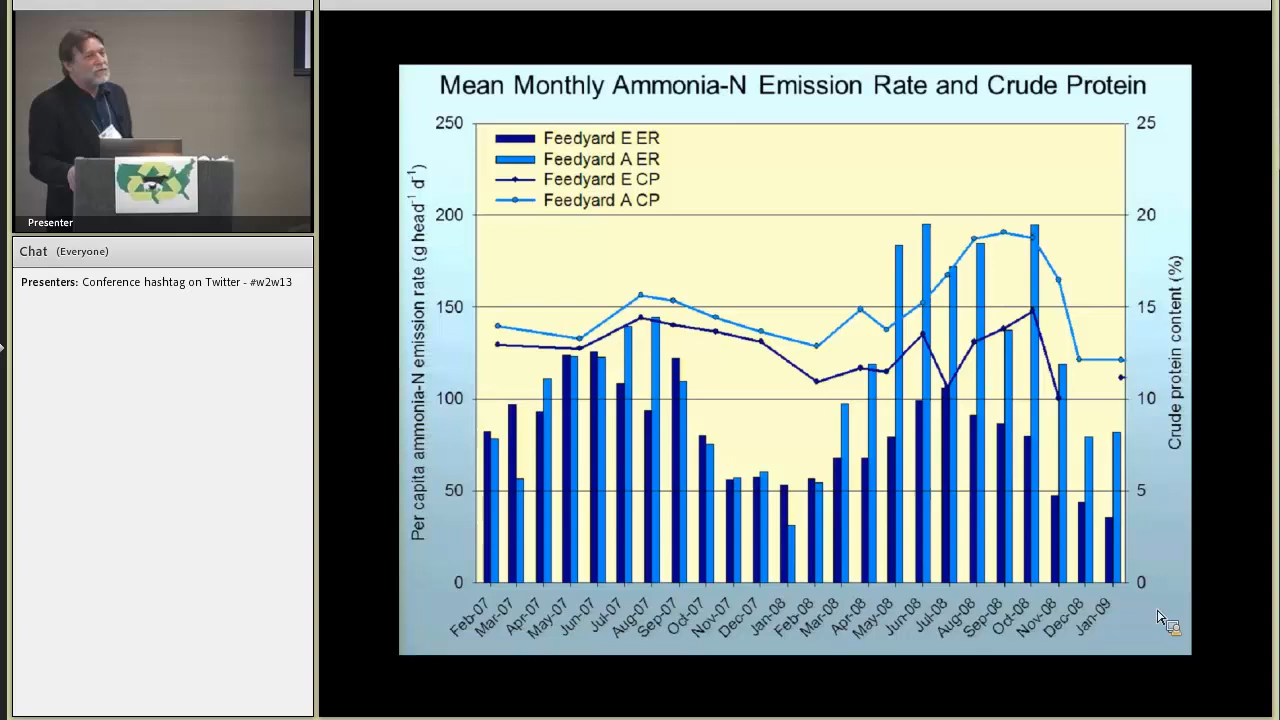 Presenter
Chat (Everyone)
Presenters: Conference hashtag on Twitter - #w2w13
Mean Monthly Ammonia-N Emission Rate and Crude Protein
Feedyard E ER
Feedyard A ER
Feedyard E CP
Feedyard A CP
Per capita ammonia-N emission rate (g head⁻¹ d⁻¹)
250
200
150
100
50
0
25
20
15
10
5
0
Crude protein content (%)
Feb-07
Mar-07
Apr-07
May-07
Jun-07
Jul-07
Aug-07
Sep-07
Oct-07
Nov-07
Dec-07
Jan-08
Feb-08
Mar-08
Apr-08
May-08
Jun-08
Jul-08
Aug-08
Sep-08
Oct-08
Nov-08
Dec-08
Jan-09